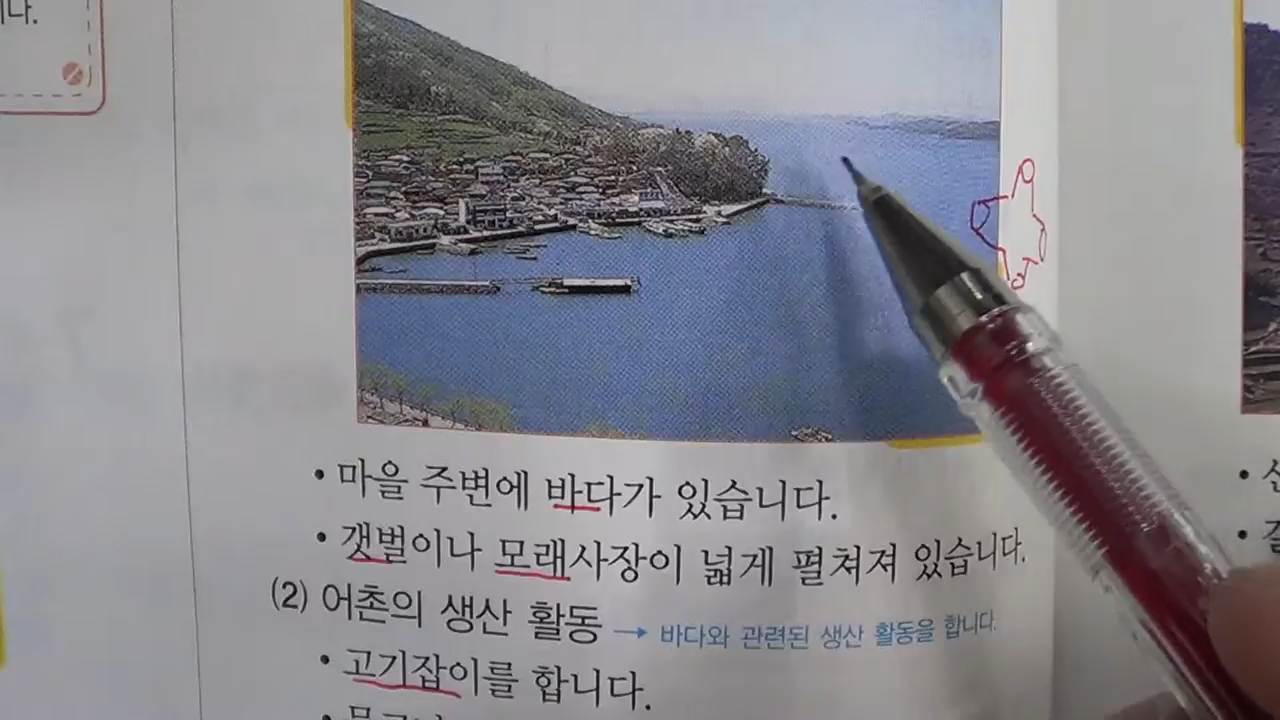 마을 주변에 바다가 있습니다.
갯벌이나 모래사장이 넓게 펼쳐져 있습니다.
(2) 어촌의 생산 활동 → 바다와 관련된 생산 활동을 합니다.
고기잡이를 합니다.